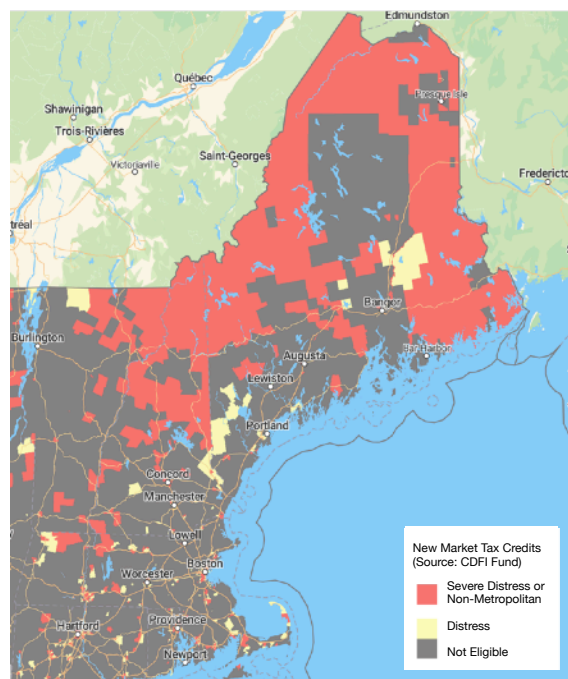 Edmundston
Québec
Presque Isle
Shawinigan
Trois-Rivières
Victoriaville
Saint-Georges
Fredericto
tréal
Bangor
Burlington
Bar Harbor
Augusta
Lewiston
Portland
Concord
Manchester
Lowell
Boston
Worcester
Providence
Hartford
Newport
New Market Tax Credits
(Source: CDFI Fund)
Severe Distress or
Non-Metropolitan
Distress
Not Eligible